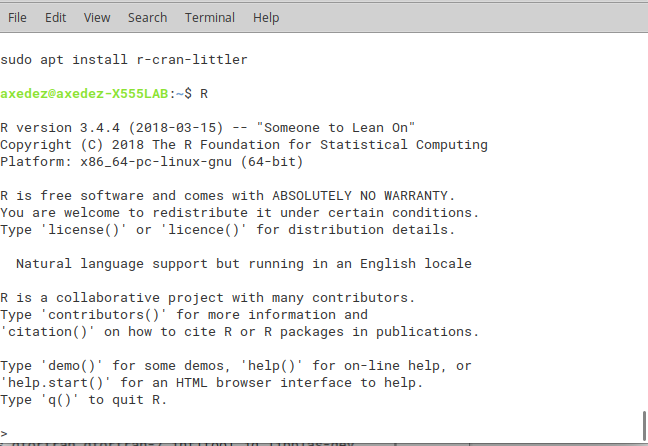 File Edit View Search Terminal Help
sudo apt install r-cran-littler
axedez@axedez-X555LAB:~$ R
R version 3.4.4 (2018-03-15) -- "Someone to Lean On"
Copyright (C) 2018 The R Foundation for Statistical Computing
Platform: x86_64-pc-linux-gnu (64-bit)
R is free software and comes with ABSOLUTELY NO WARRANTY.
You are welcome to redistribute it under certain conditions.
Type 'license()' or 'licence()' for distribution details.
Natural language support but running in an English locale
R is a collaborative project with many contributors.
Type 'contributors()' for more information and
'citation()' on how to cite R or R packages in publications.
Type 'demo()' for some demos, 'help()' for on-line help, or
'help.start()' for an HTML browser interface to help.
Type 'q()' to quit R.
>